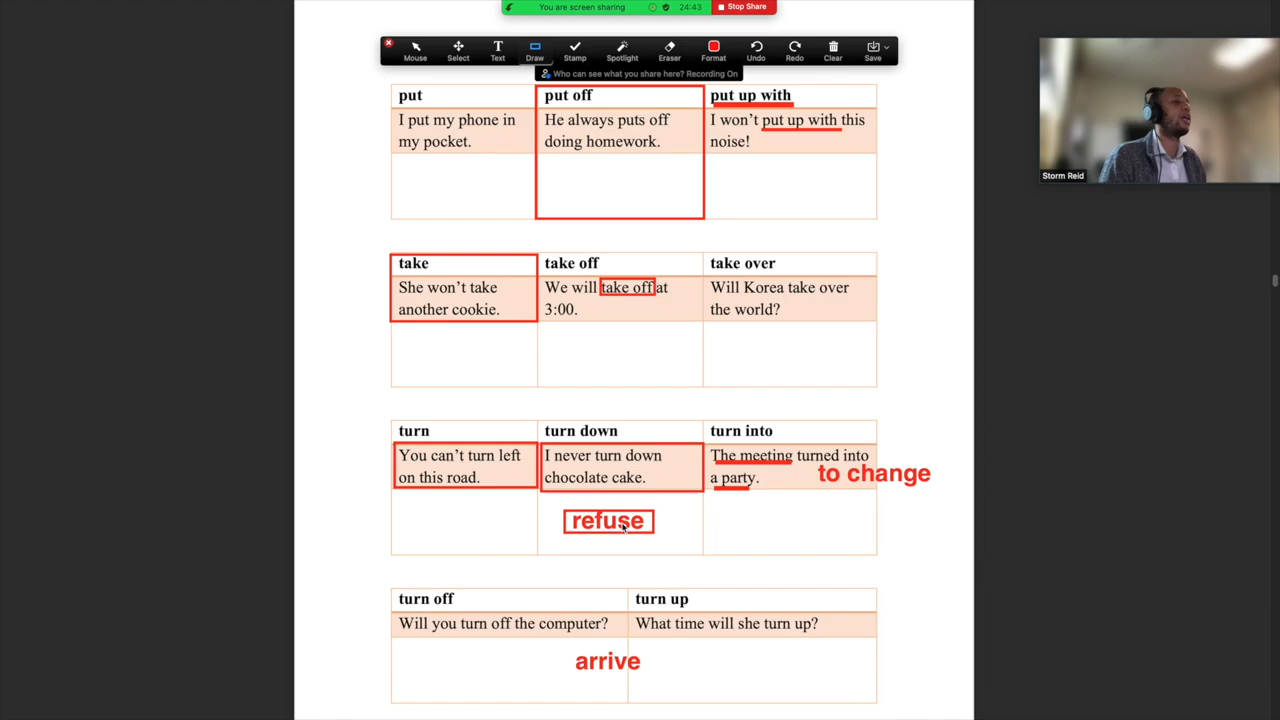 You are screen sharing 24:43 Stop Share
Mouse Select Text Draw Stamp Spotlight Eraser Format Undo Redo Clear Save
Who can see what you share here? Recording On
put put off put up with
I put my phone in He always puts off I won't put up with this
my pocket. doing homework. noise!
Storm Reid
take take off take over
She won't take We will take off at Will Korea take over
another cookie. 3:00. the world?
turn turn down turn into
You can't turn left I never turn down The meeting turned into
on this road. chocolate cake. a party. to change
refuse
turn off turn up
Will you turn off the computer? What time will she turn up?
arrive